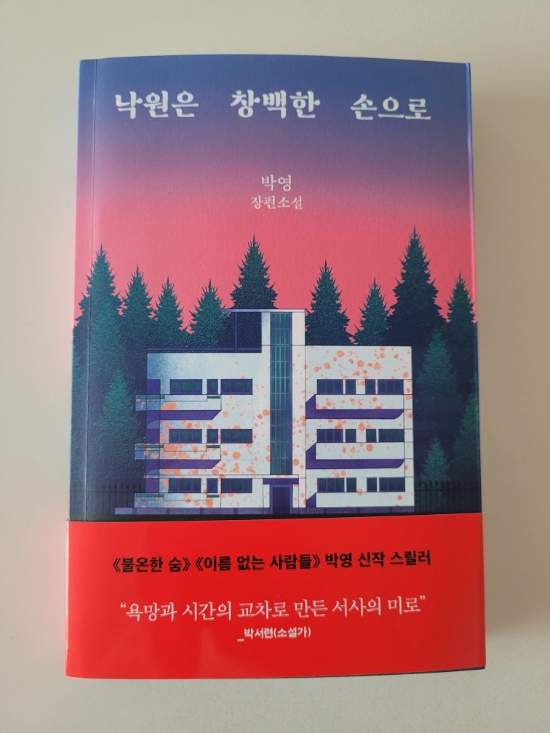 낙원은 창백한 손으로
박영
장편소설
《불온한 숨》 《이름 없는 사람들》 박영 신작 스릴러
“욕망과 시간의 교차로 만든 서사의 미로”
_박서련(소설가)